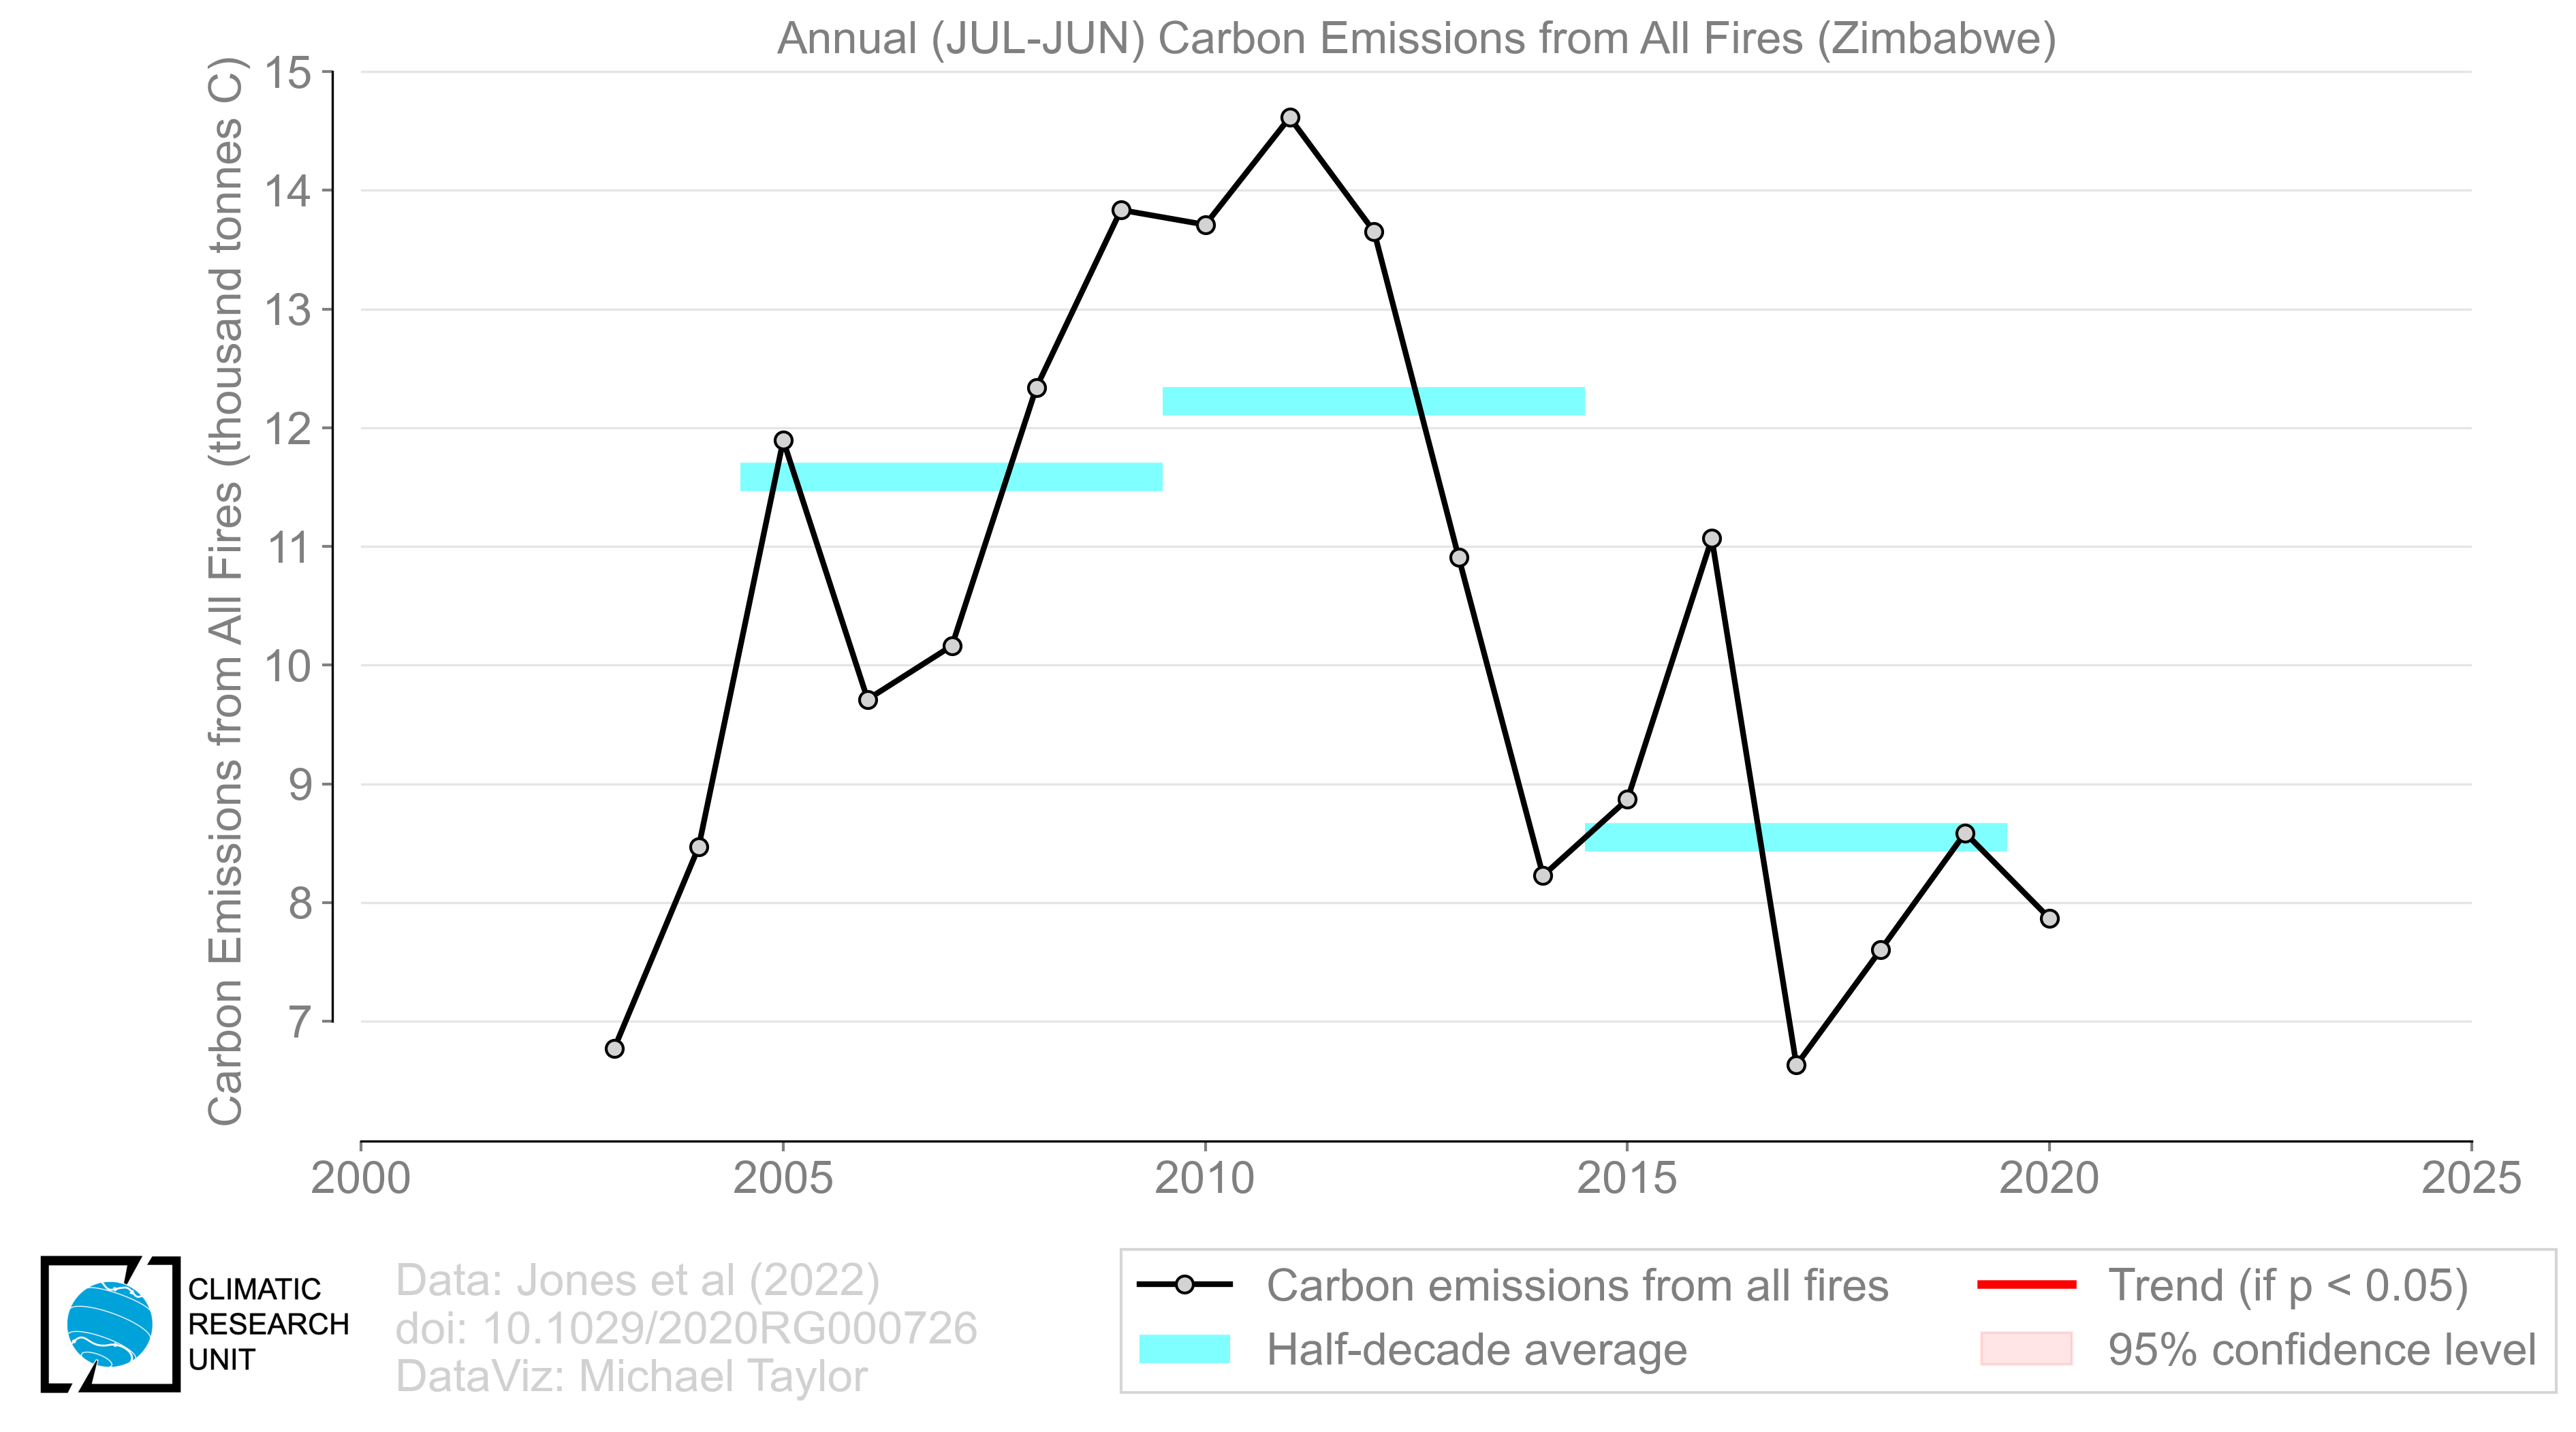 Annual (JUL-JUN) Carbon Emissions from All Fires (Zimbabwe)
Carbon Emissions from All Fires (thousand tonnes C)
15
14
13
12
11
10
9
8
7
2000 2005 2010 2015 2020 2025
CLIMATIC
RESEARCH
UNIT
Data: Jones et al (2022)
doi: 10.1029/2020RG000726
DataViz: Michael Taylor
Carbon emissions from all fires
Half-decade average
Trend (if p < 0.05)
95% confidence level